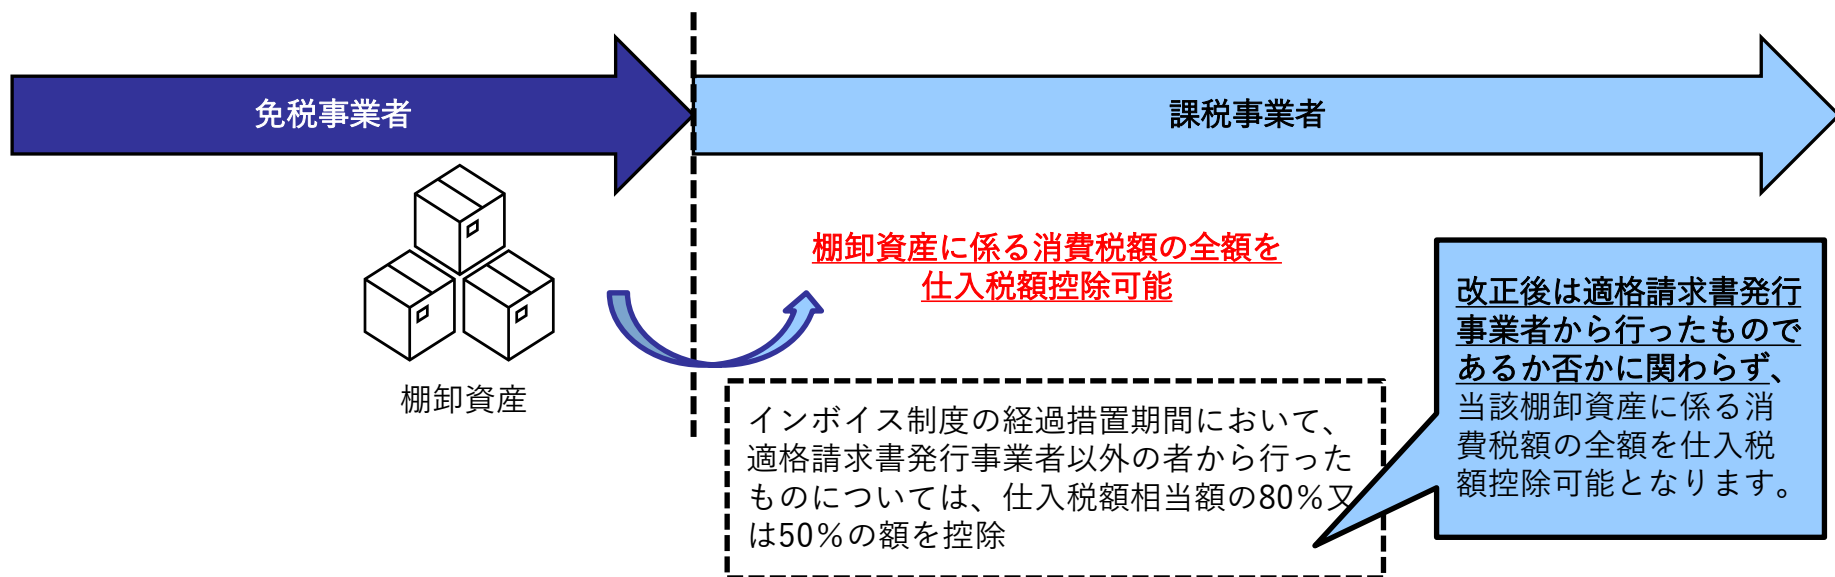 免税事業者
課税事業者
棚卸資産
棚卸資産に係る消費税額の全額を
仕入税額控除可能
インボイス制度の経過措置期間において、
適格請求書発行事業者以外の者から行った
ものについては、仕入税額相当額の80%又
は50%の額を控除
改正後は適格請求書発行
事業者から行ったもので
あるか否かに関わらず、
当該棚卸資産に係る消
費税額の全額を仕入税
額控除可能となります。